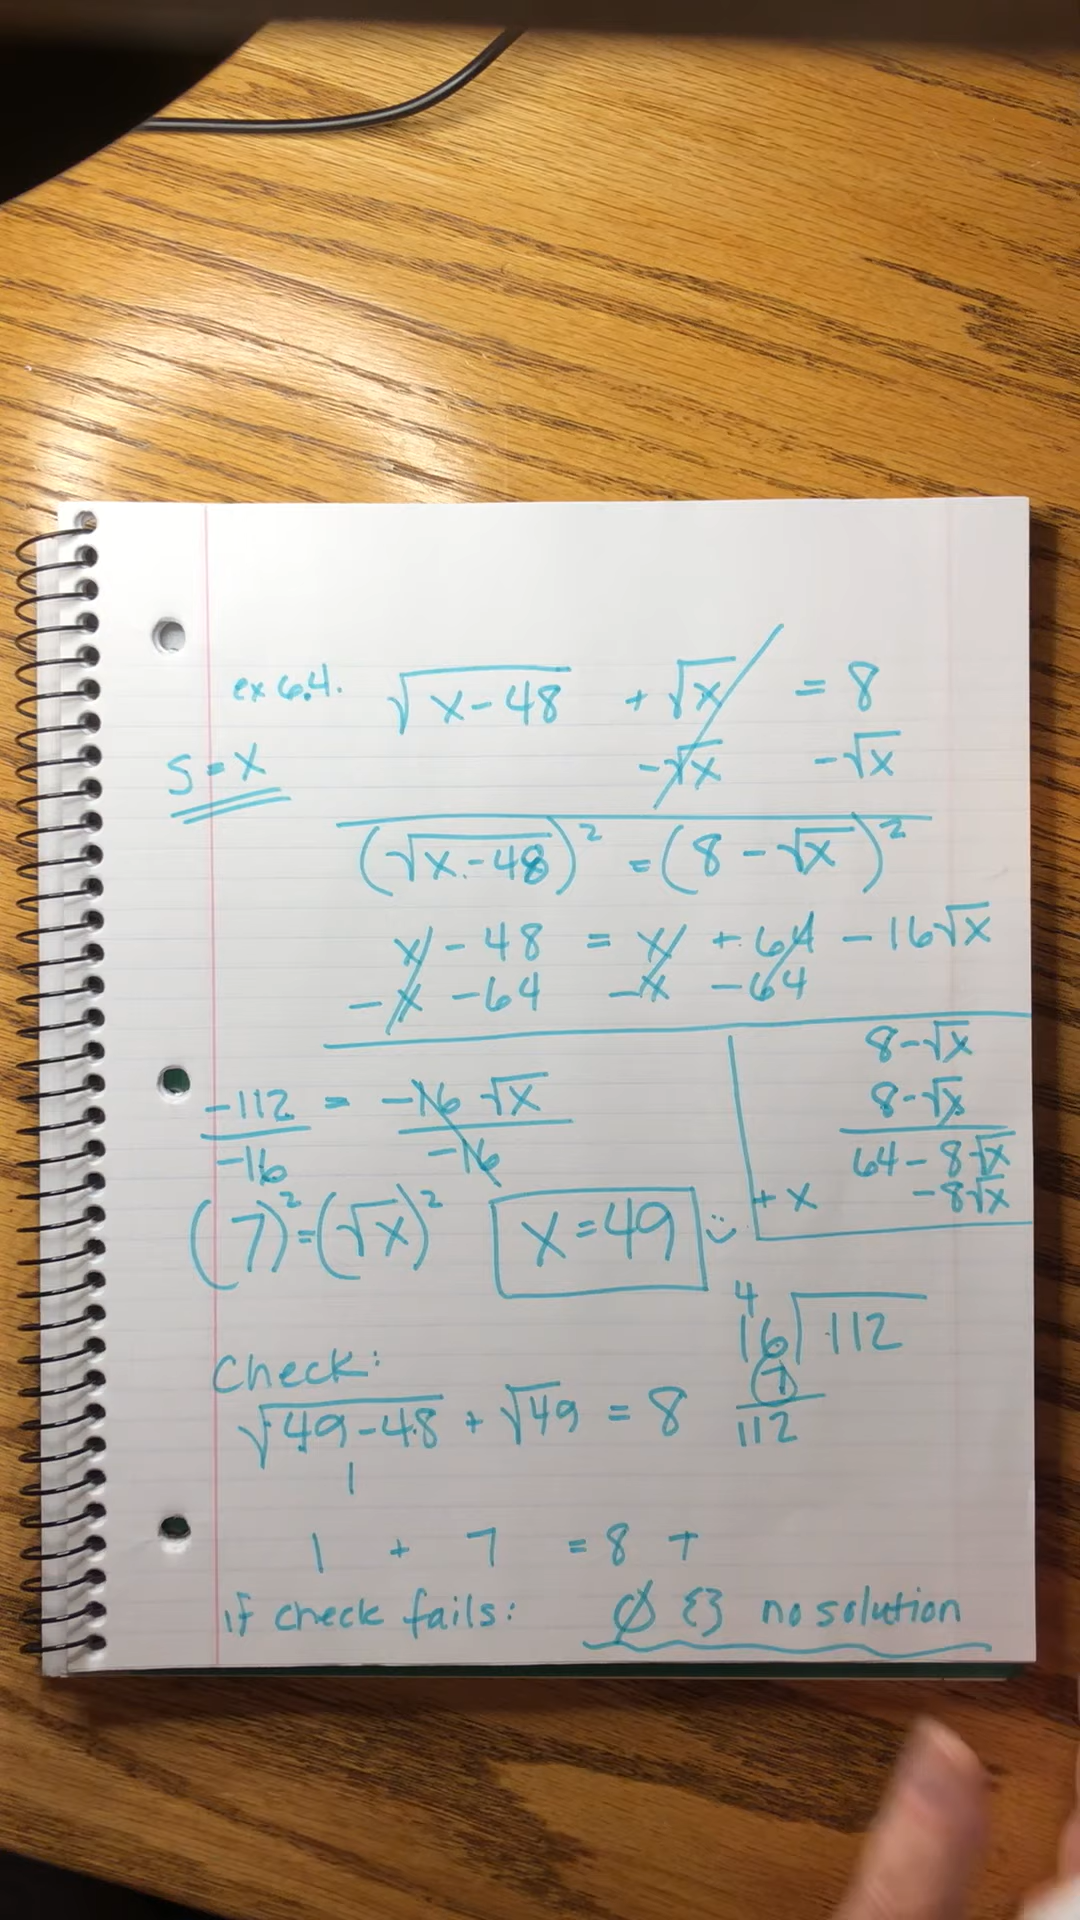 ex 6.4. √(x-48) + √x = 8
S = X -√x -√x
(√(x-48))² = (8 - √x)²
x - 48 = x + 64 - 16√x
-x - 64 -x - 64
8-√x
8-√x
64 - 8√x
+ x - 8√x
-112 = -16 √x
-16 -16
(7)² = (√x)² x = 49 :)
4
16)112
7
112
Check:
√(49-48) + √49 = 8
1
1 + 7 = 8 T
if check fails: Ø {} no solution